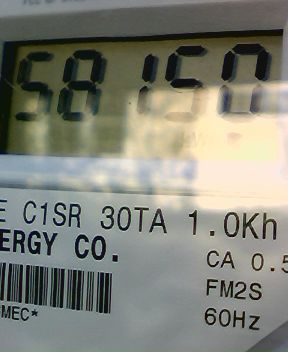 58150
E C1SR 30TA 1.0Kh
ERGY CO.
CA 0.5
FM2S
MEC*
60Hz